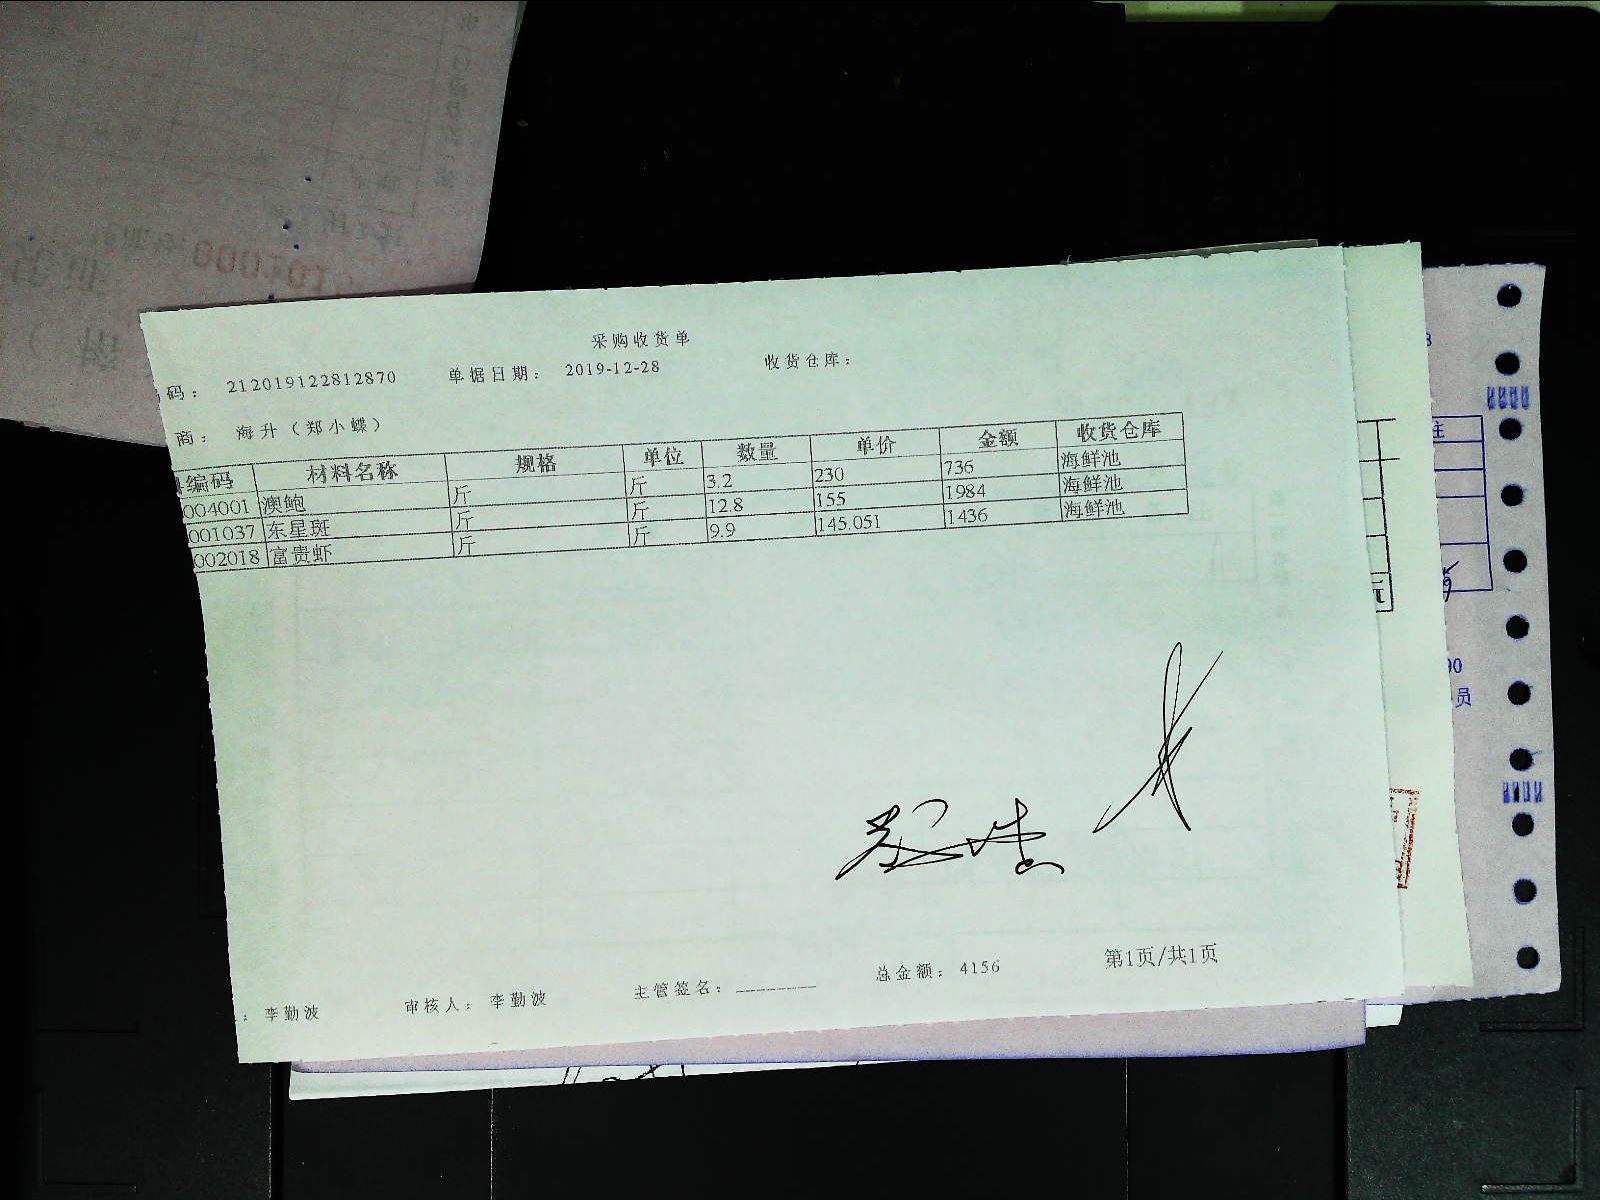 采购收货单
码： 212019122812870 单据日期： 2019-12-28 收货仓库：
商： 海升（郑小蝶）
编码 材料名称 规格 单位 数量 单价 金额 收货仓库
004001 澳鲍 斤 斤 3.2 230 736 海鲜池
001037 东星斑 斤 斤 12.8 155 1984 海鲜池
002018 富贵虾 斤 斤 9.9 145.051 1436 海鲜池
： 李勤波 审核人： 李勤波 主管签名： 总金额： 4156 第1页/共1页
元
员